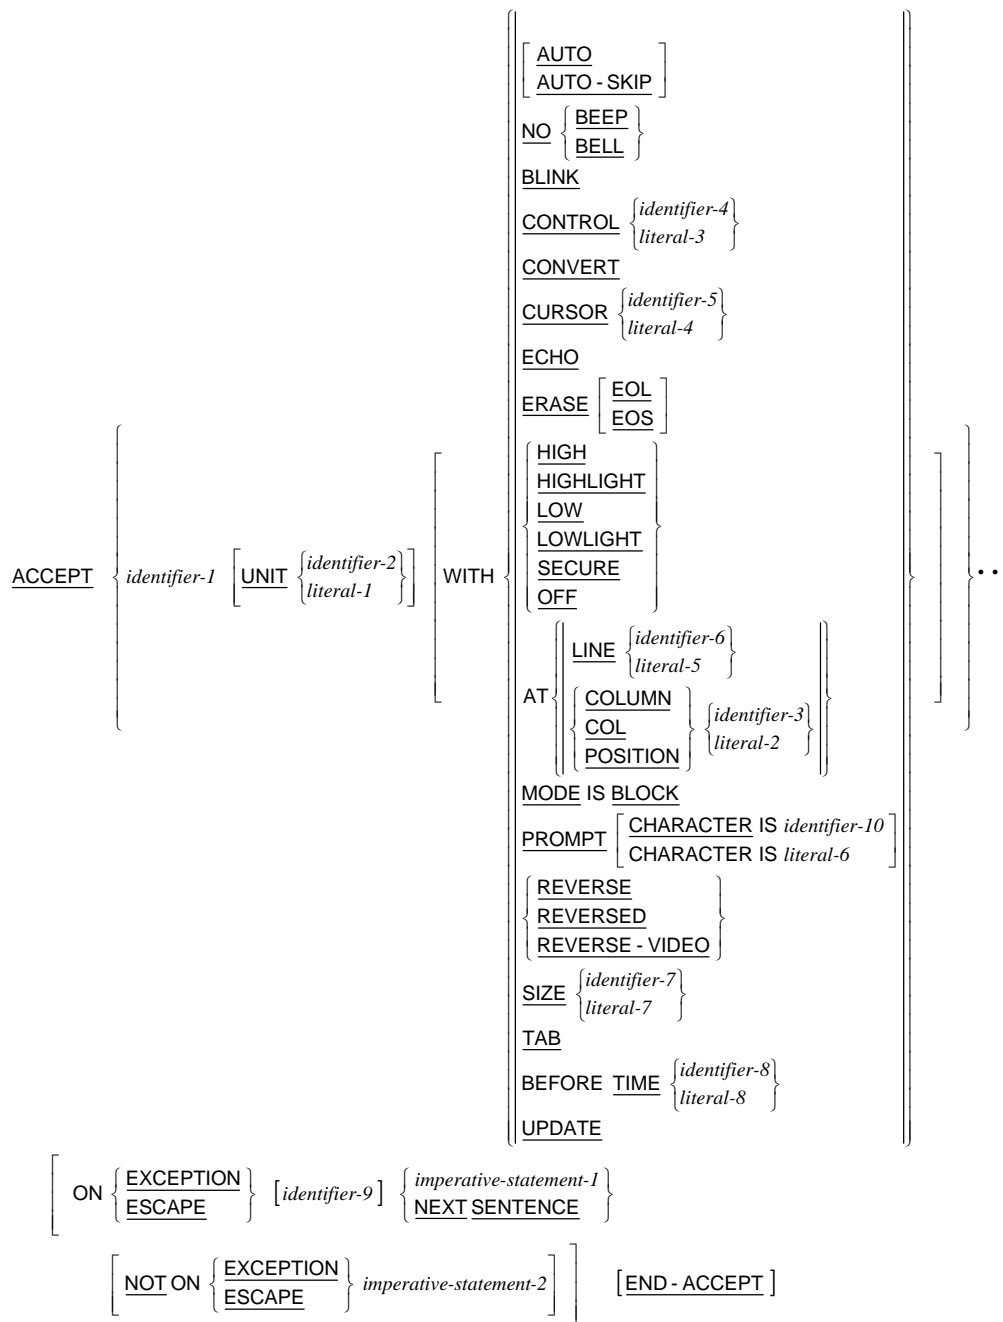 AUTO
AUTO - SKIP
NO BEEP
BELL
BLINK
CONTROL identifier-4
literal-3
CONVERT
CURSOR identifier-5
literal-4
ECHO
ERASE EOL
EOS
HIGH
HIGHLIGHT
LOW
LOWLIGHT
SECURE
OFF
ACCEPT identifier-1 [UNIT {identifier-2
literal-1}] WITH
AT LINE identifier-6
literal-5
COLUMN
COL
POSITION
identifier-3
literal-2
. .
MODE IS BLOCK
PROMPT CHARACTER IS identifier-10
CHARACTER IS literal-6
REVERSE
REVERSED
REVERSE - VIDEO
SIZE identifier-7
literal-7
TAB
BEFORE TIME identifier-8
literal-8
UPDATE
ON EXCEPTION
ESCAPE
[identifier-9] imperative-statement-1
NEXT SENTENCE
NOT ON EXCEPTION
ESCAPE
imperative-statement-2 [END - ACCEPT]